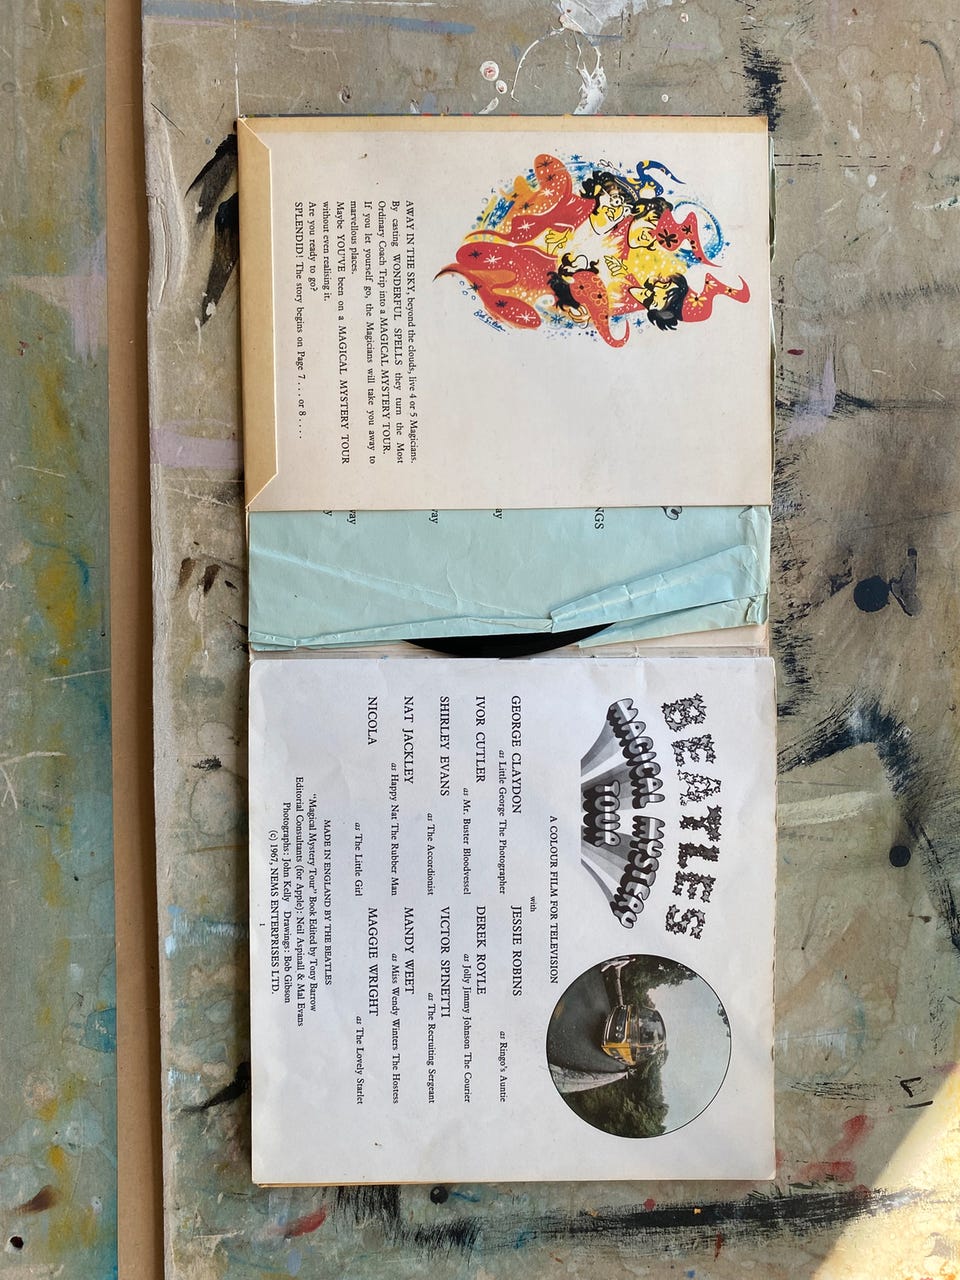 Bob Gibson
AWAY IN THE SKY, beyond the clouds, live 4 or 5 Magicians.
By casting WONDERFUL SPELLS they turn the Most
Ordinary Coach Trip into a MAGICAL MYSTERY TOUR.
If you let yourself go, the Magicians will take you away to
marvellous places.
Maybe YOU'VE been on a MAGICAL MYSTERY TOUR
without even realising it.
Are you ready to go?
SPLENDID! The story begins on Page 7 . . . or 8 . . . .
NGS
way
way
vay
y
BEATLES
MAGICAL MYSTERY
TOUR
A COLOUR FILM FOR TELEVISION
with
GEORGE CLAYDON
as Little George The Photographer
JESSIE ROBINS
as Ringo's Auntie
IVOR CUTLER
as Mr. Buster Bloodvessel
DEREK ROYLE
as Jolly Jimmy Johnson The Courier
SHIRLEY EVANS
as The Accordionist
VICTOR SPINETTI
as The Recruiting Sergeant
NAT JACKLEY
as Happy Nat The Rubber Man
MANDY WEET
as Miss Wendy Winters The Hostess
NICOLA
as The Little Girl
MAGGIE WRIGHT
as The Lovely Starlet
MADE IN ENGLAND BY THE BEATLES
"Magical Mystery Tour" Book Edited by Tony Barrow
Editorial Consultants (for Apple): Neil Aspinall & Mal Evans
Photographs: John Kelly Drawings: Bob Gibson
(c) 1967, NEMS ENTERPRISES LTD.
1